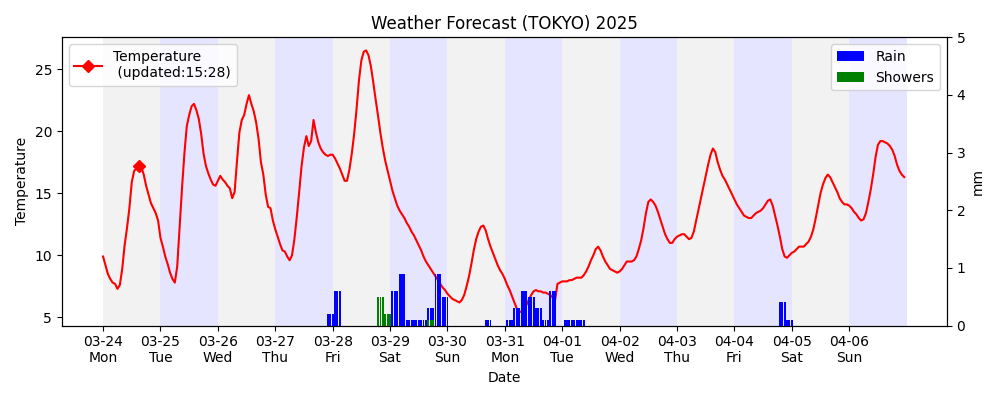 Weather Forecast (TOKYO) 2025
Temperature
(updated:15:28)
Rain
Showers
Temperature
25
20
15
10
5
5
4
3
2
1
0
mm
03-24 03-25 03-26 03-27 03-28 03-29 03-30 03-31 04-01 04-02 04-03 04-04 04-05 04-06
Mon Tue Wed Thu Fri Sat Sun Mon Tue Wed Thu Fri Sat Sun
Date